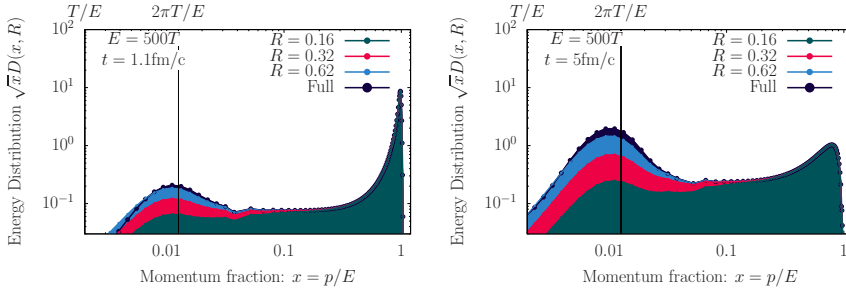 T/E 2πT/E
Energy Distribution √xD(x, R)
10²
10¹
10⁰
10⁻¹
E = 500T
t = 1.1fm/c
R = 0.16
R = 0.32
R = 0.62
Full
0.01 0.1 1
Momentum fraction: x = p/E
T/E 2πT/E
Energy Distribution √xD(x, R)
10²
10¹
10⁰
10⁻¹
E = 500T
t = 5fm/c
R = 0.16
R = 0.32
R = 0.62
Full
0.01 0.1 1
Momentum fraction: x = p/E